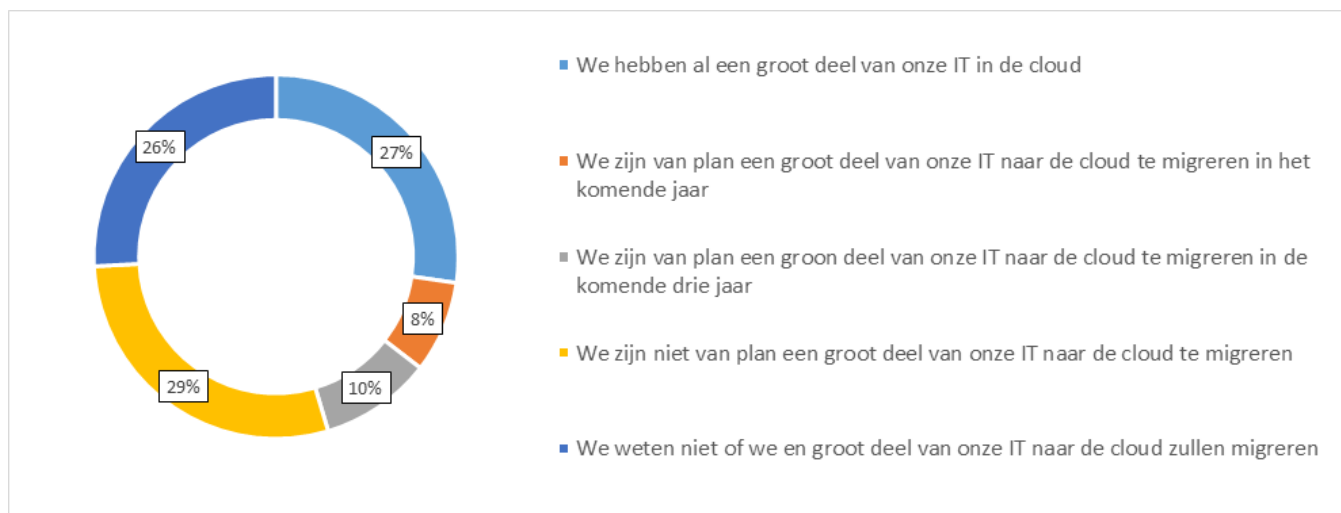 We hebben al een groot deel van onze IT in de cloud
26%
27%
We zijn van plan een groot deel van onze IT naar de cloud te migreren in het
komende jaar
We zijn van plan een groon deel van onze IT naar de cloud te migreren in de
komende drie jaar
8%
We zijn niet van plan een groot deel van onze IT naar de cloud te migreren
29%
10%
We weten niet of we en groot deel van onze IT naar de cloud zullen migreren